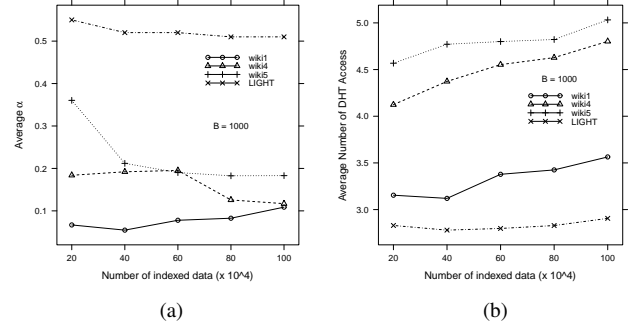 0.5
0.4
0.3
0.2
0.1
Average α
wiki1
wiki4
wiki5
LIGHT
B = 1000
20 40 60 80 100
Number of indexed data (x 10^4)
(a)
5.0
4.5
4.0
3.5
3.0
Average Number of DHT Access
B = 1000
wiki1
wiki4
wiki5
LIGHT
20 40 60 80 100
Number of indexed data (x 10^4)
(b)